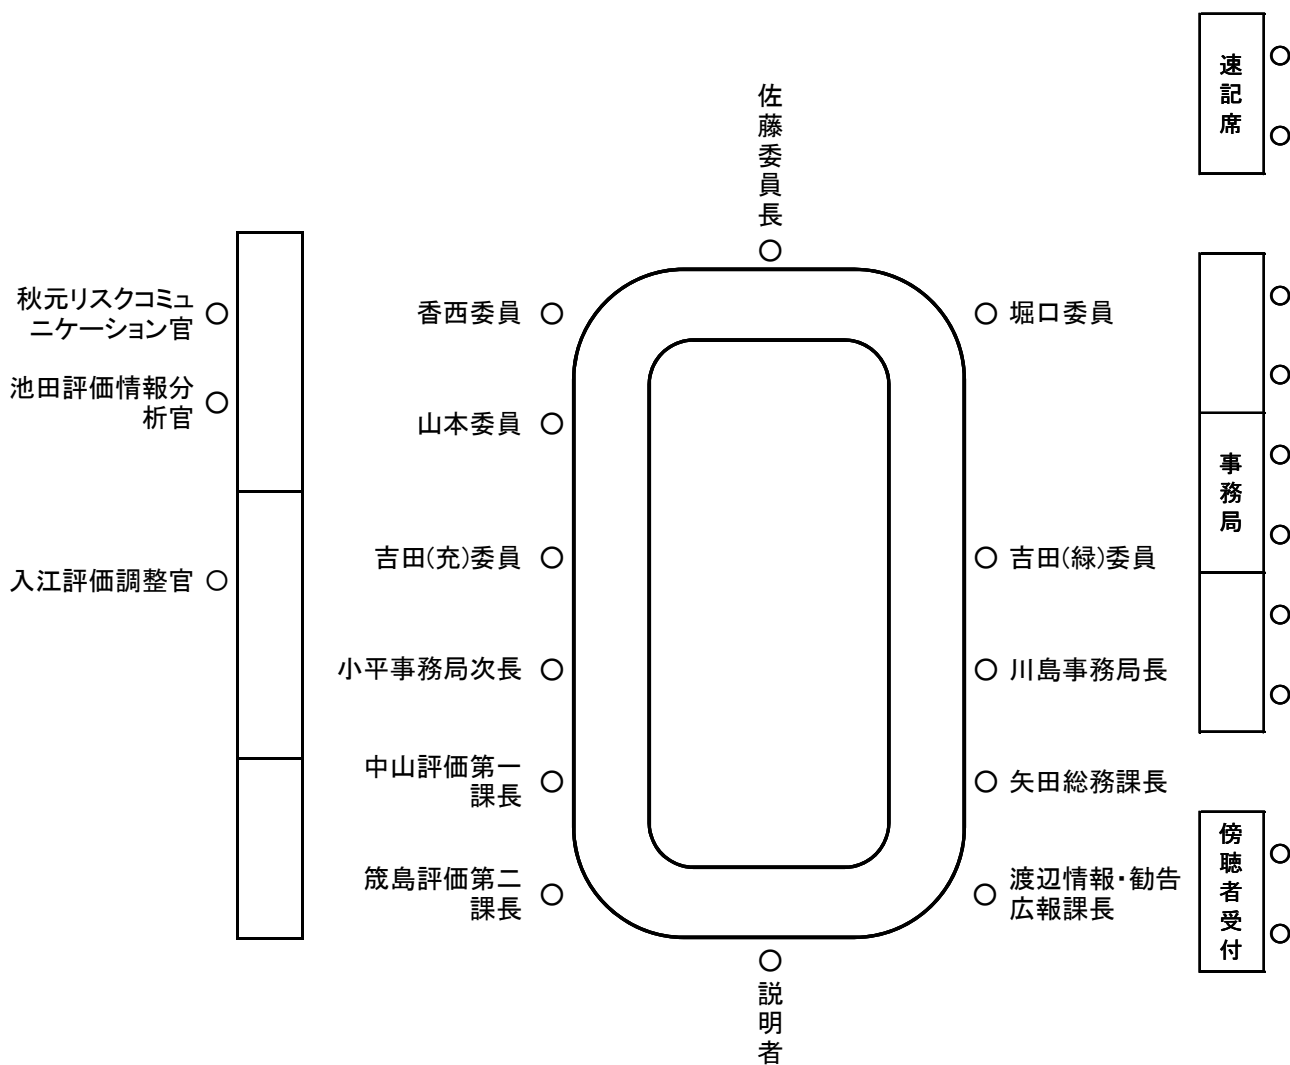 速記席
佐藤委員長
秋元リスクコミュ
ニケーション官
香西委員
堀口委員
池田評価情報分
析官
山本委員
事務局
吉田(充)委員
吉田(緑)委員
入江評価調整官
小平事務局次長
川島事務局長
中山評価第一
課長
矢田総務課長
筬島評価第二
課長
渡辺情報・勧告
広報課長
傍聴者受付
説明者